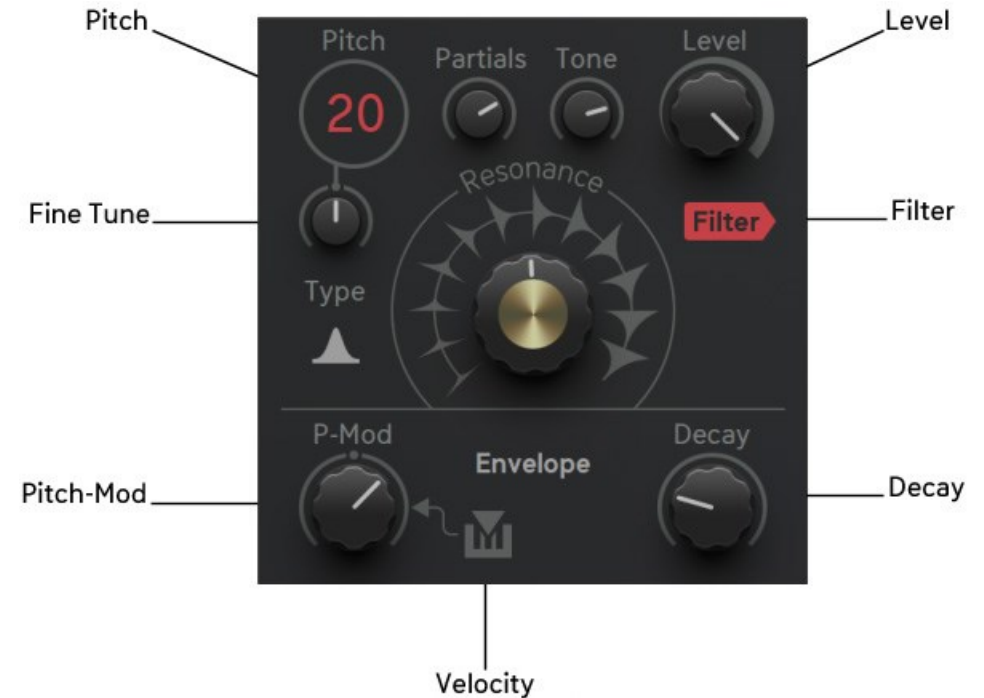 Pitch
Level
Pitch
Partials
Tone
Level
20
Resonance
Fine Tune
Filter
Filter
Type
P-Mod
Decay
Envelope
Pitch-Mod
Decay
Velocity